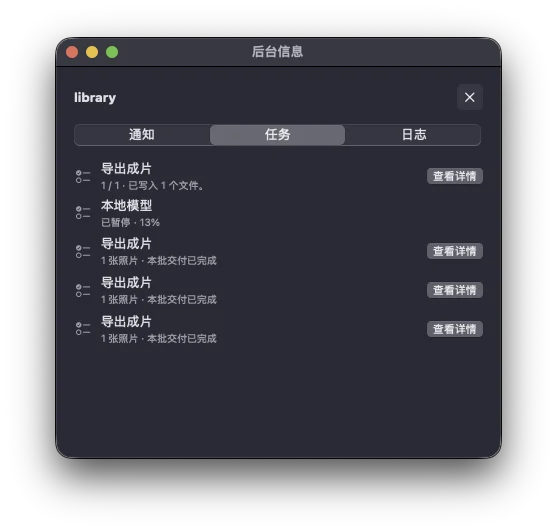 后台信息
library
通知 任务 日志
导出成片
1 / 1 · 已写入 1 个文件。
查看详情
本地模型
已暂停 · 13%
导出成片
1 张照片 · 本批交付已完成
查看详情
导出成片
1 张照片 · 本批交付已完成
查看详情
导出成片
1 张照片 · 本批交付已完成
查看详情